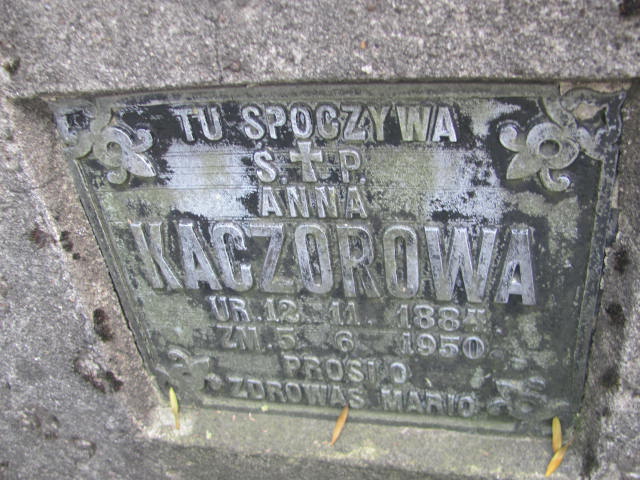 TU SPOCZYWA
Ś. P.
ANNA
KACZOROWA
UR. 12. 11. 1884
ZM. 5. 6. 1950
PROSI O
ZDROWAŚ MARIO